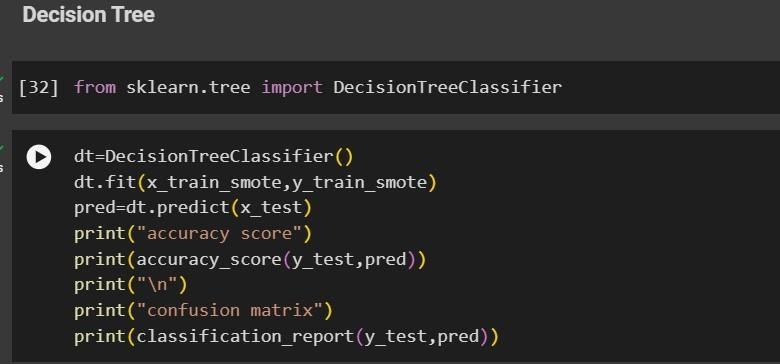 Decision Tree
[32] from sklearn.tree import DecisionTreeClassifier
dt=DecisionTreeClassifier()
dt.fit(x_train_smote,y_train_smote)
pred=dt.predict(x_test)
print("accuracy score")
print(accuracy_score(y_test,pred))
print("\n")
print("confusion matrix")
print(classification_report(y_test,pred))